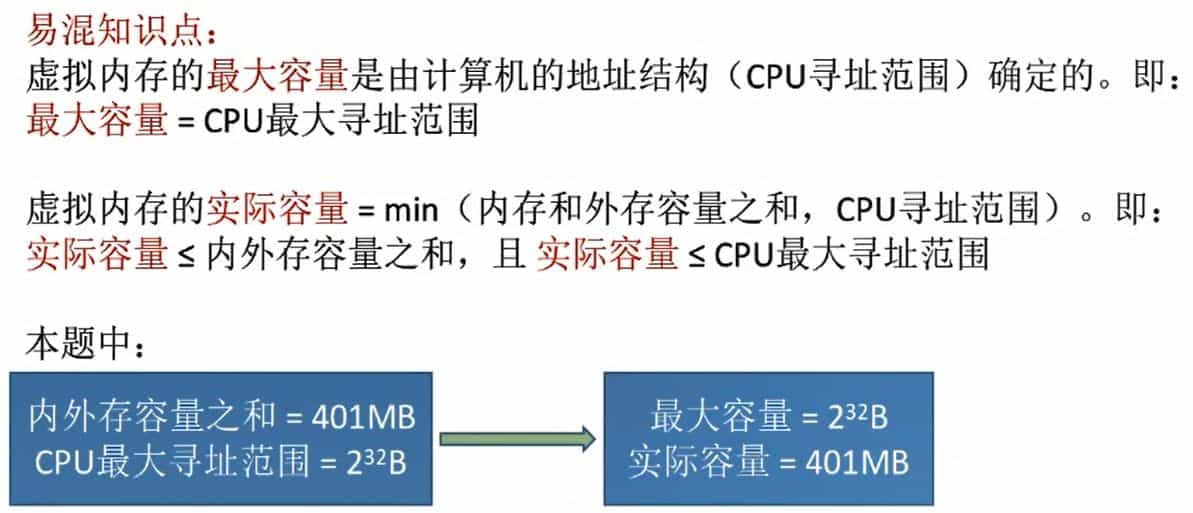 易混知识点：
虚拟内存的最大容量是由计算机的地址结构（CPU寻址范围）确定的。即：
最大容量 = CPU最大寻址范围
虚拟内存的实际容量 = min（内存和外存容量之和，CPU寻址范围）。即：
实际容量 ≤ 内外存容量之和，且 实际容量 ≤ CPU最大寻址范围
本题中：
内外存容量之和 = 401MB
CPU最大寻址范围 = 2³²B
最大容量 = 2³²B
实际容量 = 401MB